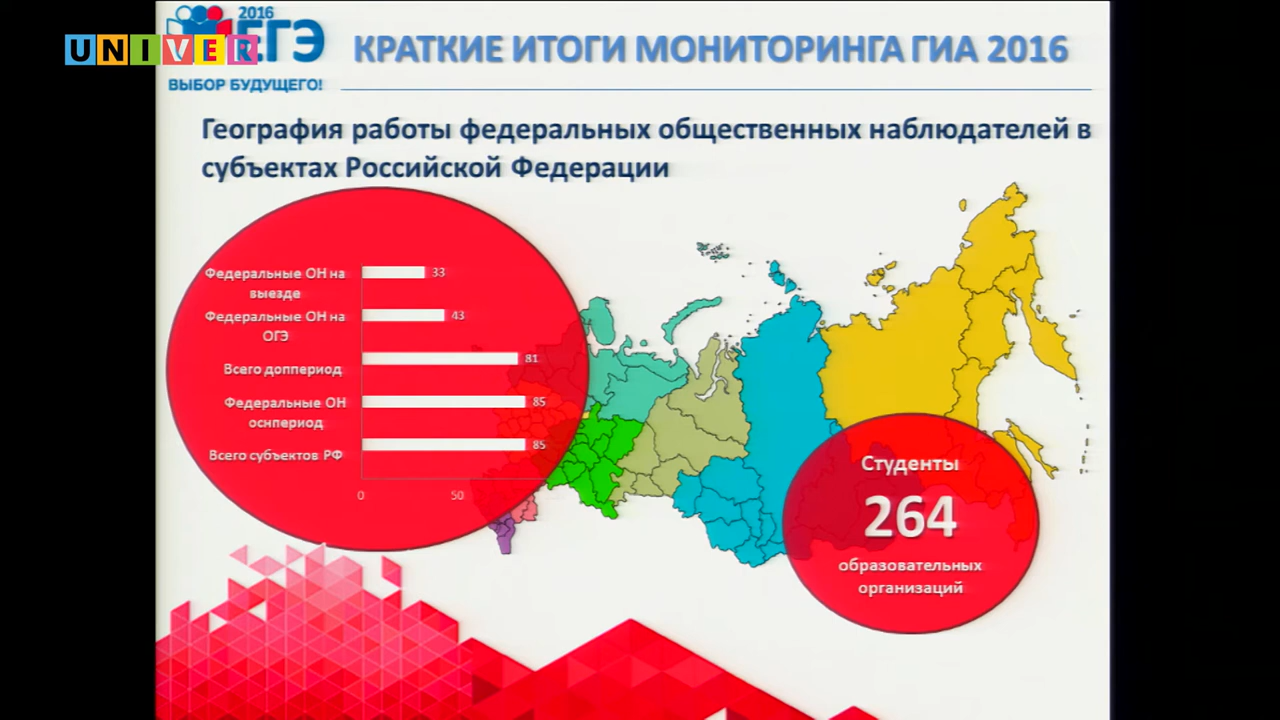 2016
ЕГЭ
UNIVER
ВЫБОР БУДУЩЕГО!
КРАТКИЕ ИТОГИ МОНИТОРИНГА ГИА 2016
География работы федеральных общественных наблюдателей в
субъектах Российской Федерации
Федеральные ОН на
выезде
33
Федеральные ОН на
ОГЭ
43
Всего доппериод
81
Федеральные ОН
оснпериод
85
Всего субъектов РФ
85
0
50
Студенты
264
образовательных
организаций